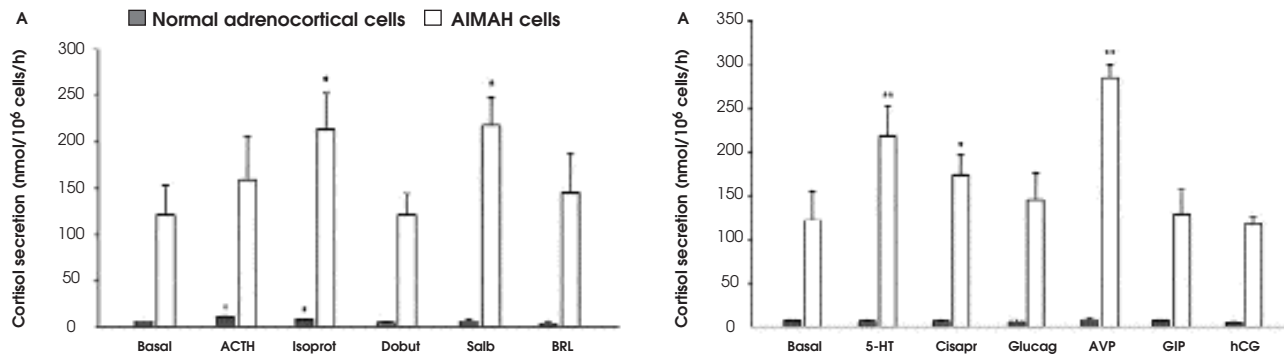 A
Normal adrenocortical cells AIMAH cells
Cortisol secretion (nmol/10⁶ cells/h)
300
250
200
150
100
50
0
Basal ACTH Isoprot Dobut Salb BRL
A
Cortisol secretion (nmol/10⁶ cells/h)
350
300
250
200
150
100
50
0
Basal 5-HT Cisapr Glucag AVP GIP hCG